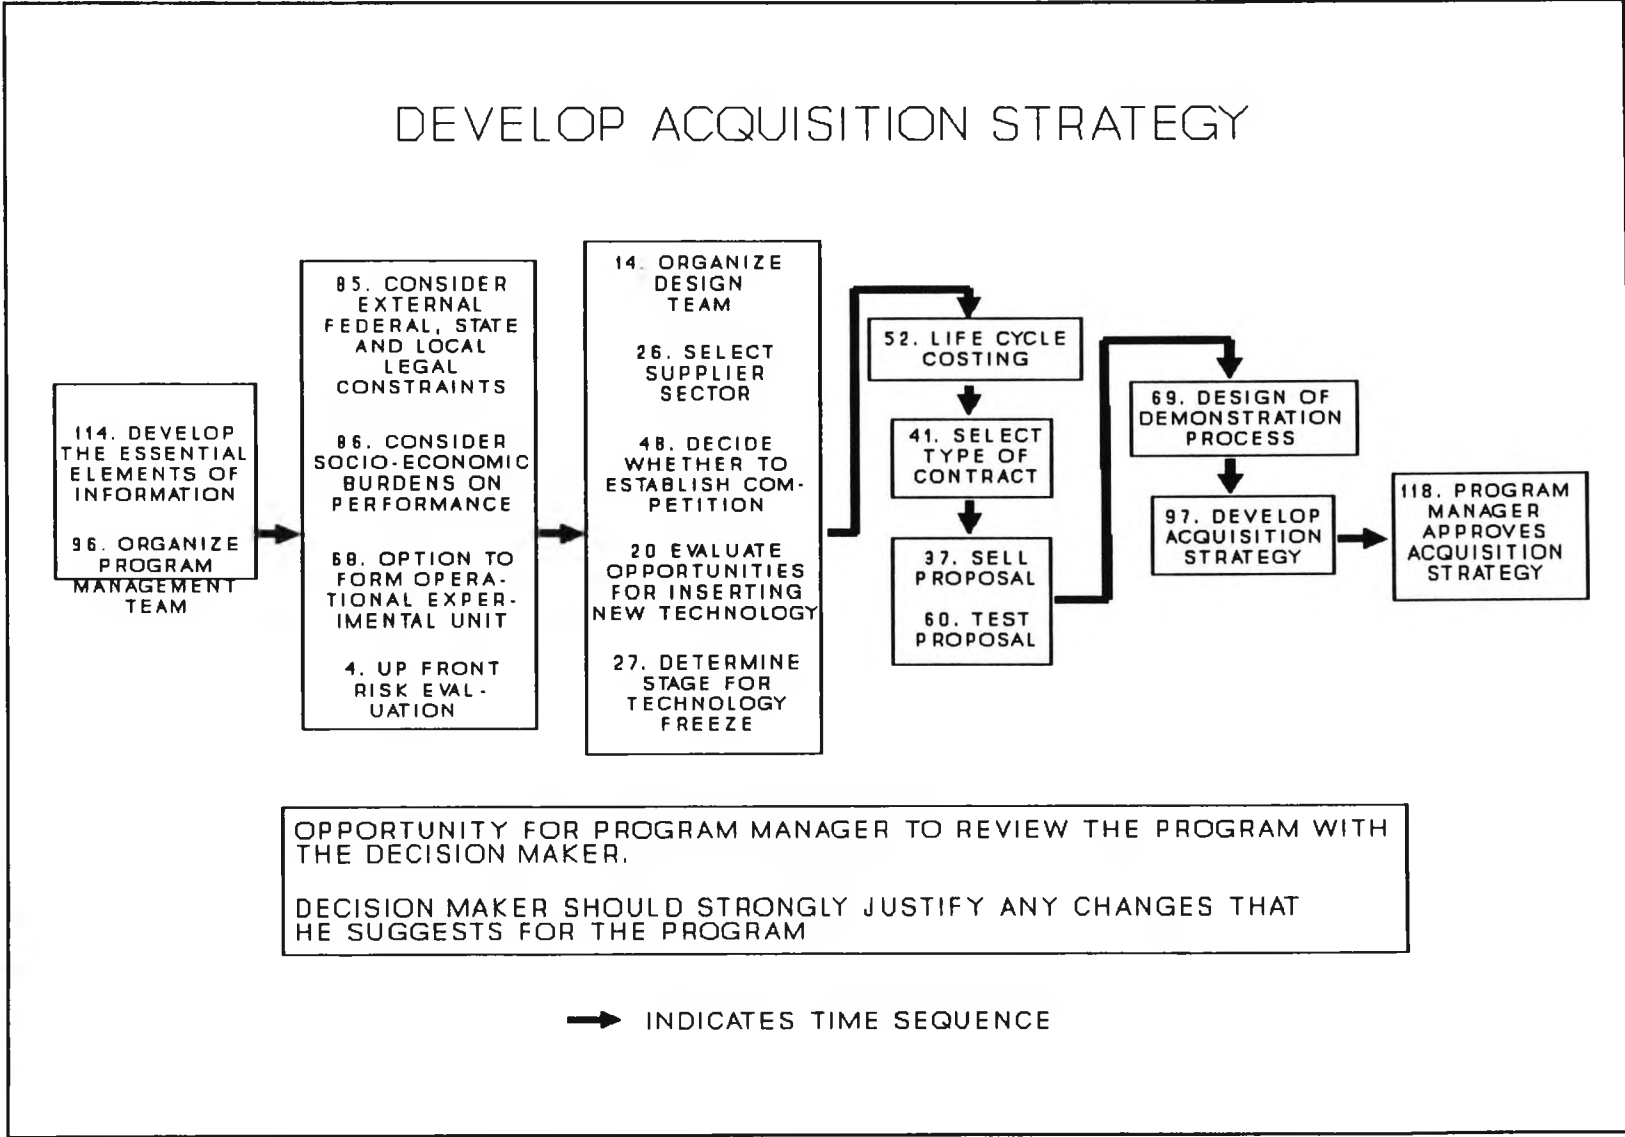 DEVELOP ACQUISITION STRATEGY
114. DEVELOP
THE ESSENTIAL
ELEMENTS OF
INFORMATION
96. ORGANIZE
PROGRAM
MANAGEMENT
TEAM
85. CONSIDER
EXTERNAL
FEDERAL, STATE
AND LOCAL
LEGAL
CONSTRAINTS
86. CONSIDER
SOCIO-ECONOMIC
BURDENS ON
PERFORMANCE
68. OPTION TO
FORM OPERA-
TIONAL EXPER-
IMENTAL UNIT
4. UP FRONT
RISK EVAL-
UATION
14. ORGANIZE
DESIGN
TEAM
26. SELECT
SUPPLIER
SECTOR
48. DECIDE
WHETHER TO
ESTABLISH COM-
PETITION
20 EVALUATE
OPPORTUNITIES
FOR INSERTING
NEW TECHNOLOGY
27. DETERMINE
STAGE FOR
TECHNOLOGY
FREEZE
52. LIFE CYCLE
COSTING
41. SELECT
TYPE OF
CONTRACT
37. SELL
PROPOSAL
60. TEST
PROPOSAL
69. DESIGN OF
DEMONSTRATION
PROCESS
97. DEVELOP
ACQUISITION
STRATEGY
118. PROGRAM
MANAGER
APPROVES
ACQUISITION
STRATEGY
OPPORTUNITY FOR PROGRAM MANAGER TO REVIEW THE PROGRAM WITH
THE DECISION MAKER.
DECISION MAKER SHOULD STRONGLY JUSTIFY ANY CHANGES THAT
HE SUGGESTS FOR THE PROGRAM
INDICATES TIME SEQUENCE